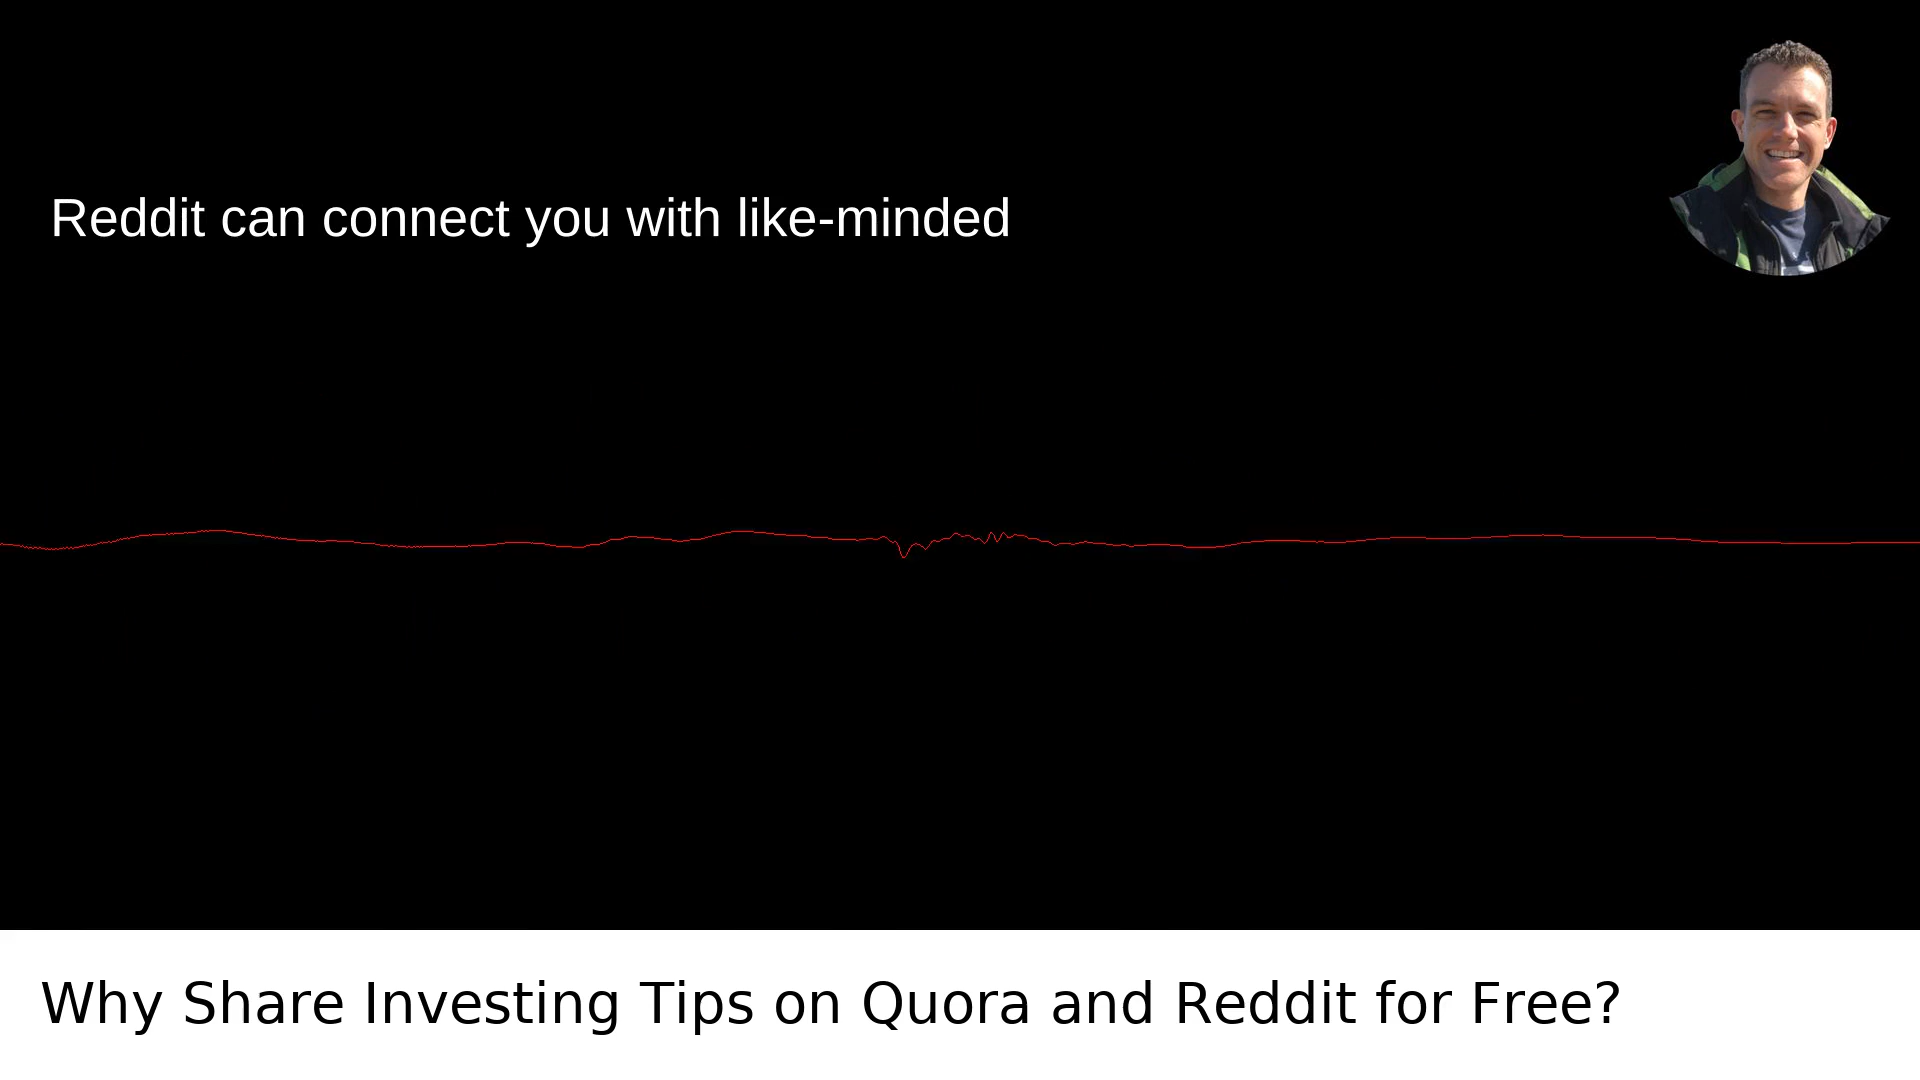 Reddit can connect you with like-minded
Why Share Investing Tips on Quora and Reddit for Free?